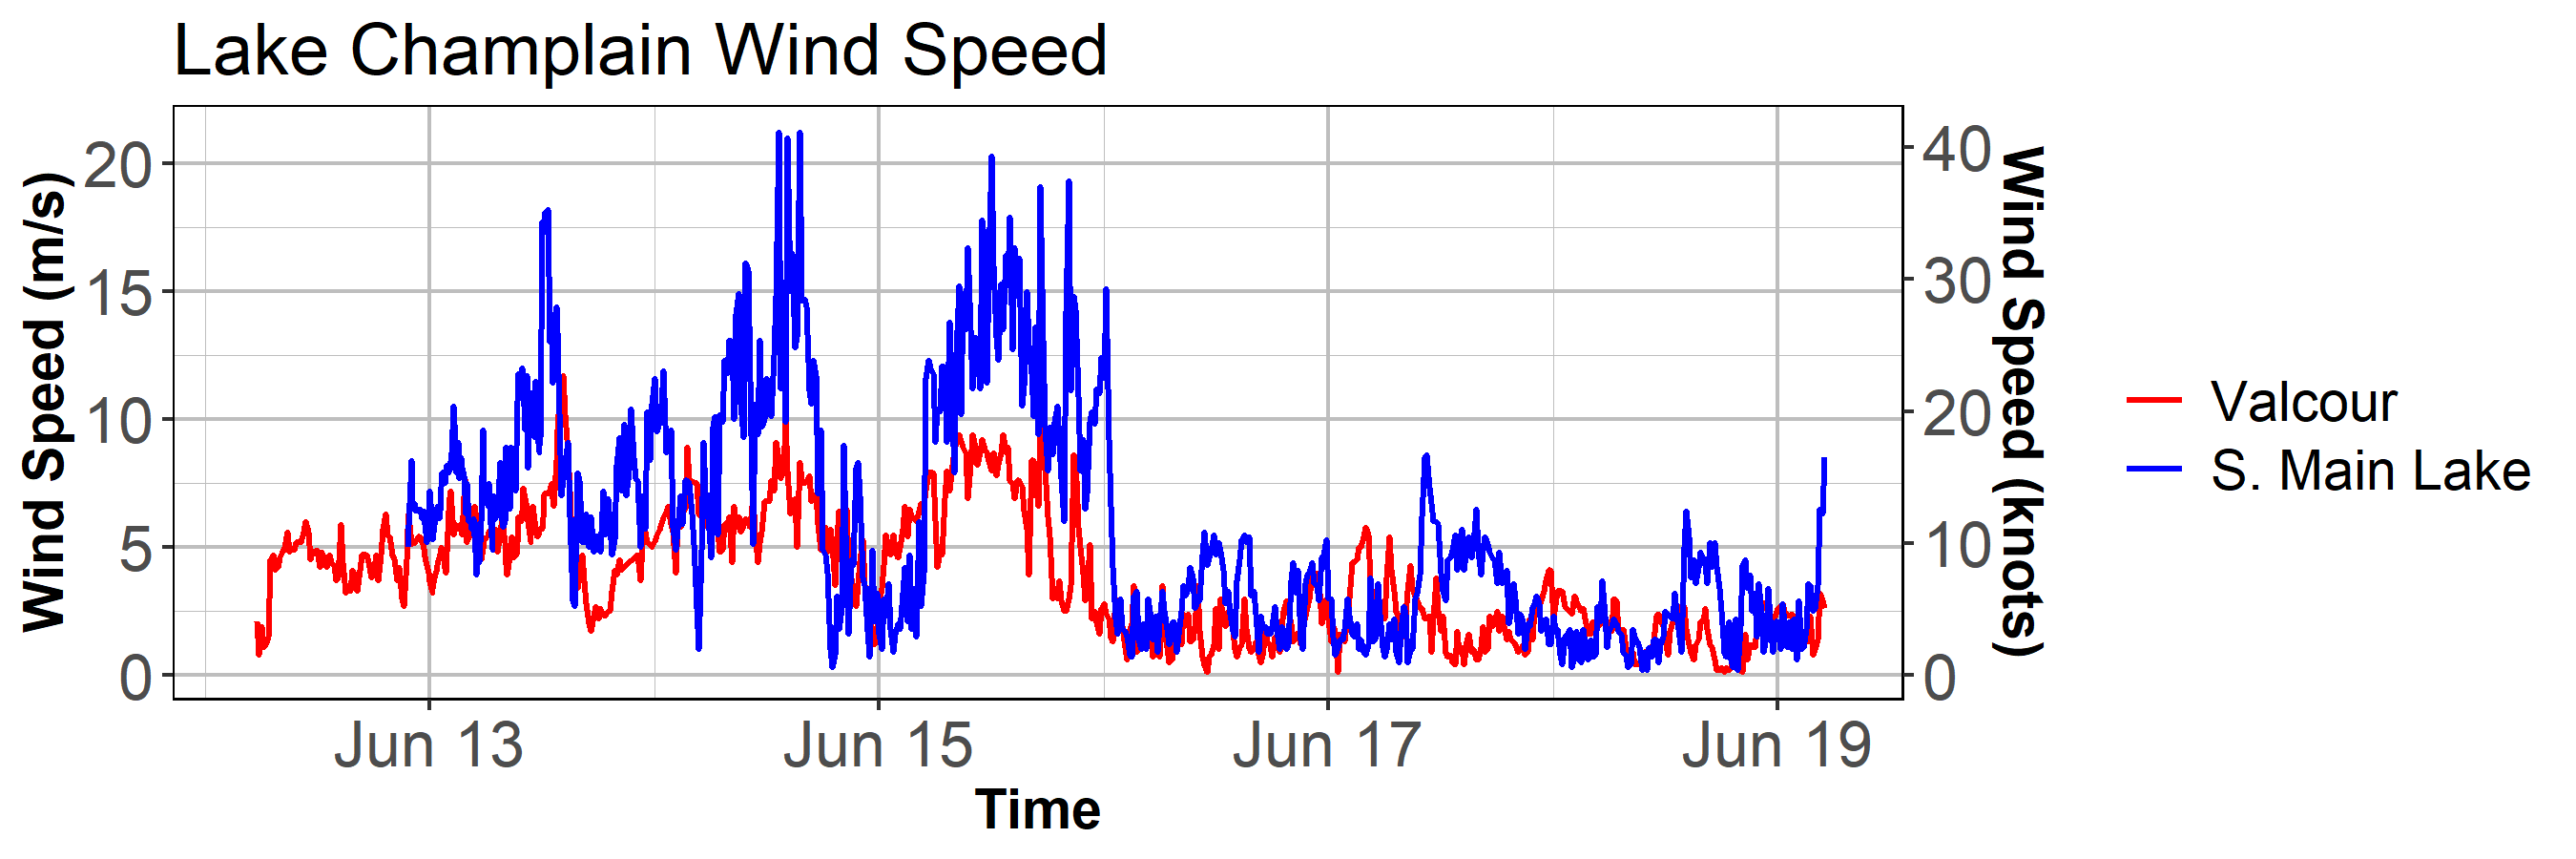 Lake Champlain Wind Speed
Wind Speed (m/s)
20
15
10
5
0
40
30
20
10
0
Wind Speed (knots)
Jun 13
Jun 15
Jun 17
Jun 19
Time
Valcour
S. Main Lake